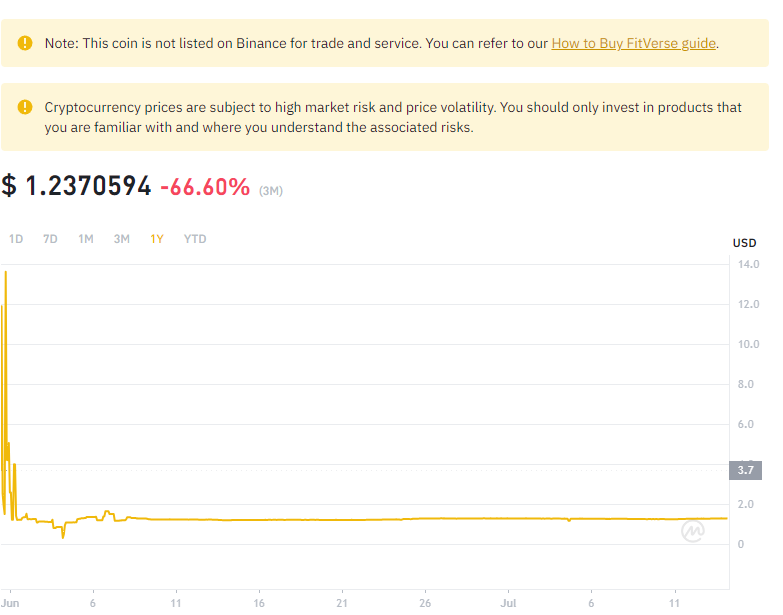 Note: This coin is not listed on Binance for trade and service. You can refer to our How to Buy FitVerse guide.
Cryptocurrency prices are subject to high market risk and price volatility. You should only invest in products that
you are familiar with and where you understand the associated risks.
$ 1.2370594 -66.60% (3M)
1D 7D 1M 3M 1Y YTD
USD
14.0
12.0
10.0
8.0
6.0
3.7
2.0
0
Jun 6 11 16 21 26 Jul 6 11